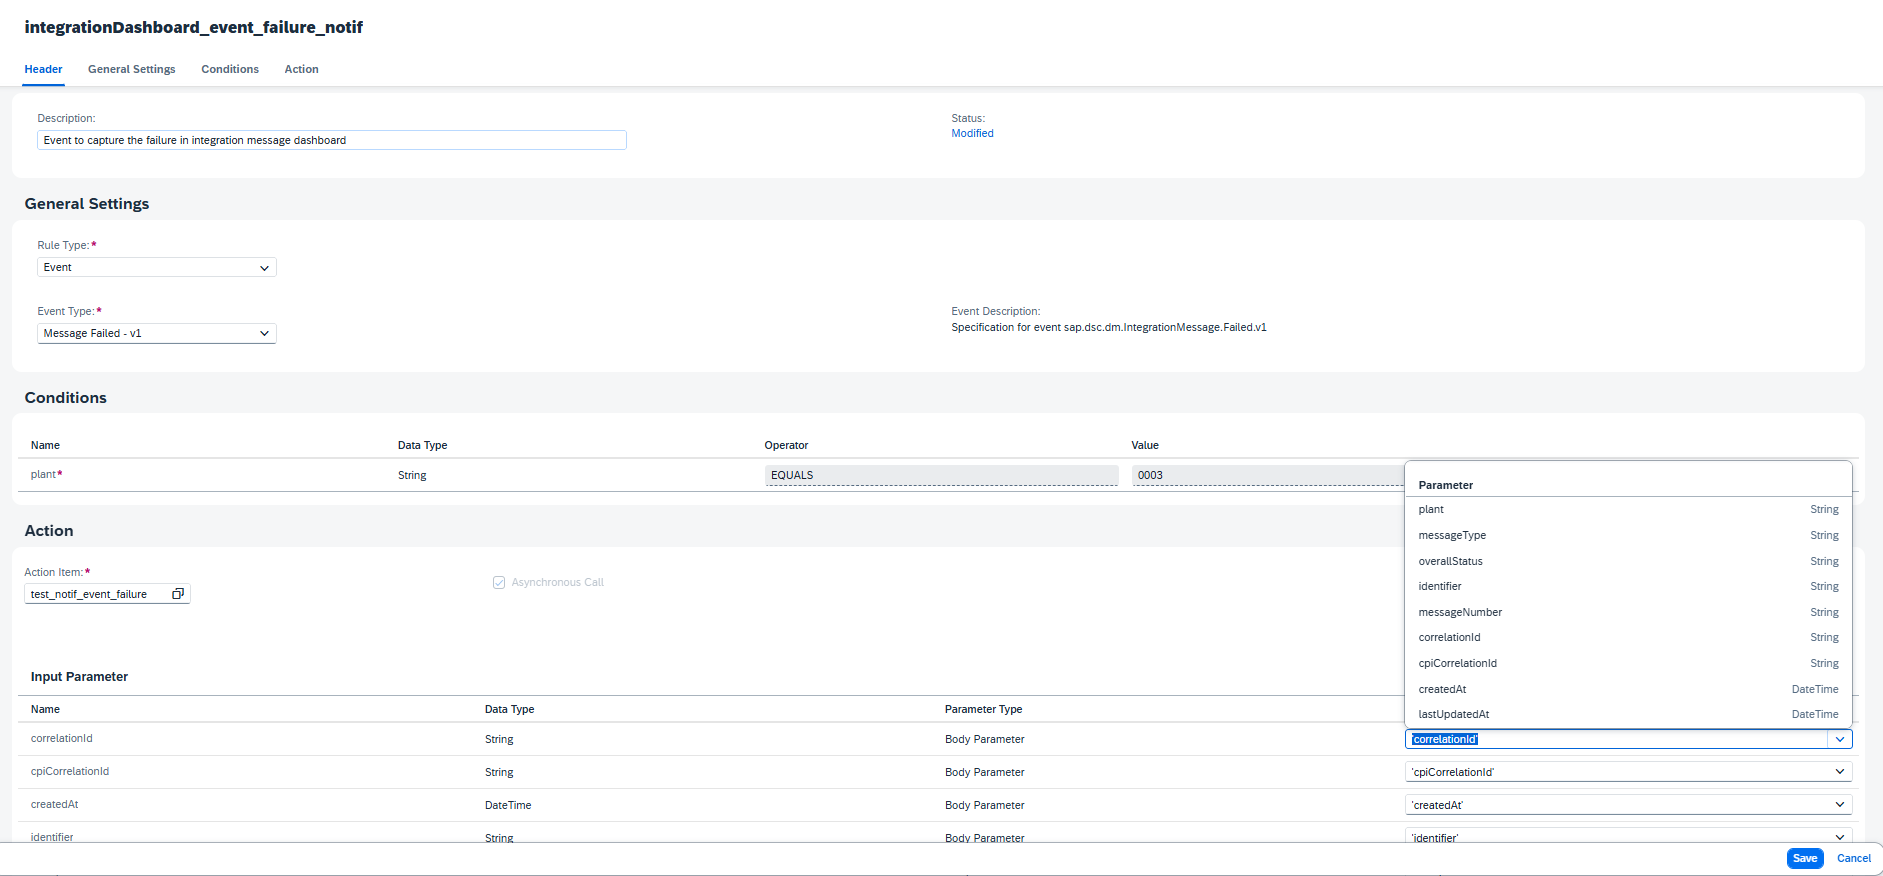 integrationDashboard_event_failure_notif
Header General Settings Conditions Action
Description:
Event to capture the failure in integration message dashboard
Status:
Modified
General Settings
Rule Type:*
Event
Event Type:*
Message Failed - v1
Event Description:
Specification for event sap.dsc.dm.IntegrationMessage.Failed.v1
Conditions
Name Data Type Operator Value
plant* String EQUALS 0003
Action
Action Item:*
test_notif_event_failure
Asynchronous Call
Parameter
plant String
messageType String
overallStatus String
identifier String
messageNumber String
correlationId String
cpiCorrelationId String
createdAt DateTime
lastUpdatedAt DateTime
Input Parameter
Name Data Type Parameter Type
correlationId String Body Parameter 'correlationId'
cpiCorrelationId String Body Parameter 'cpiCorrelationId'
createdAt DateTime Body Parameter 'createdAt'
identifier String Body Parameter 'identifier'
Save Cancel